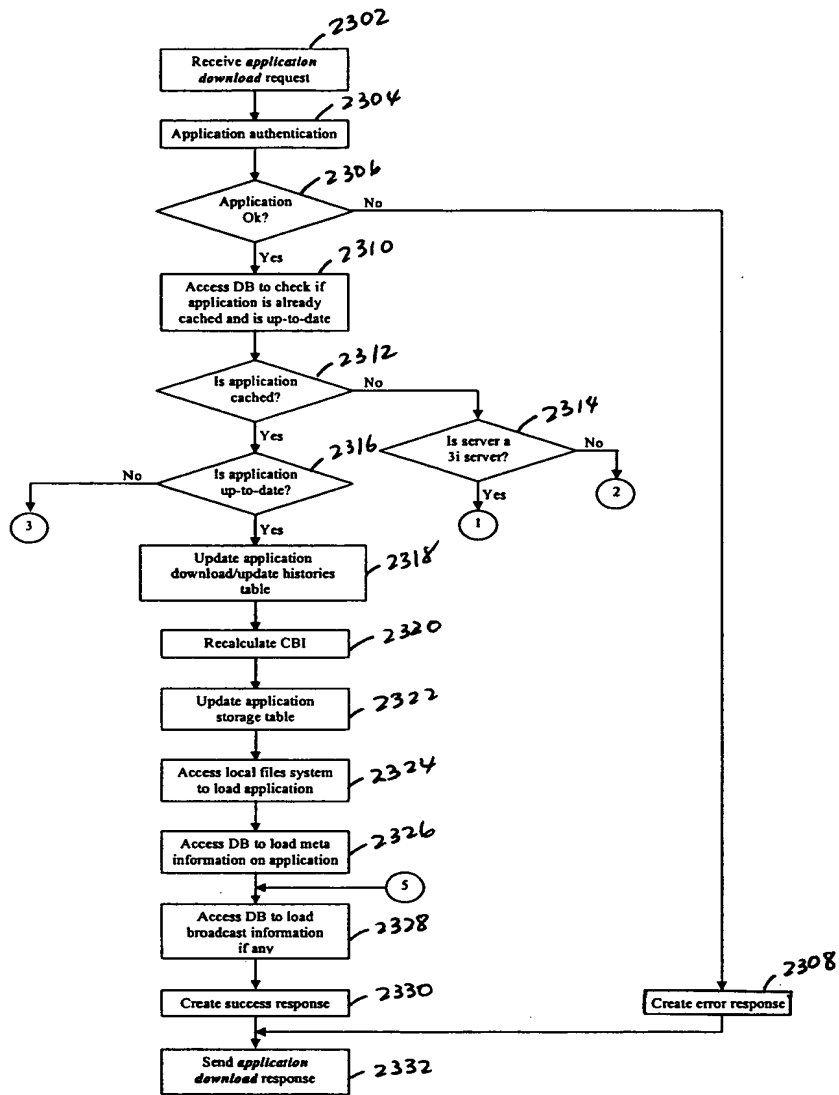 2302
Receive application
download request
2304
Application authentication
2306
Application
Ok?
No
Yes
2310
Access DB to check if
application is already
cached and is up-to-date
2312
Is application
cached?
No
2314
Yes
Is server a
3i server?
No
2316
No
Is application
up-to-date?
Yes
2
3
1
Yes
Update application
download/update histories
table
2318
Recalculate CBI
2320
Update application
storage table
2322
Access local files system
to load application
2324
Access DB to load meta
information on application
2326
5
Access DB to load
broadcast information
if any
2328
2308
Create success response
2330
Create error response
Send application
download response
2332